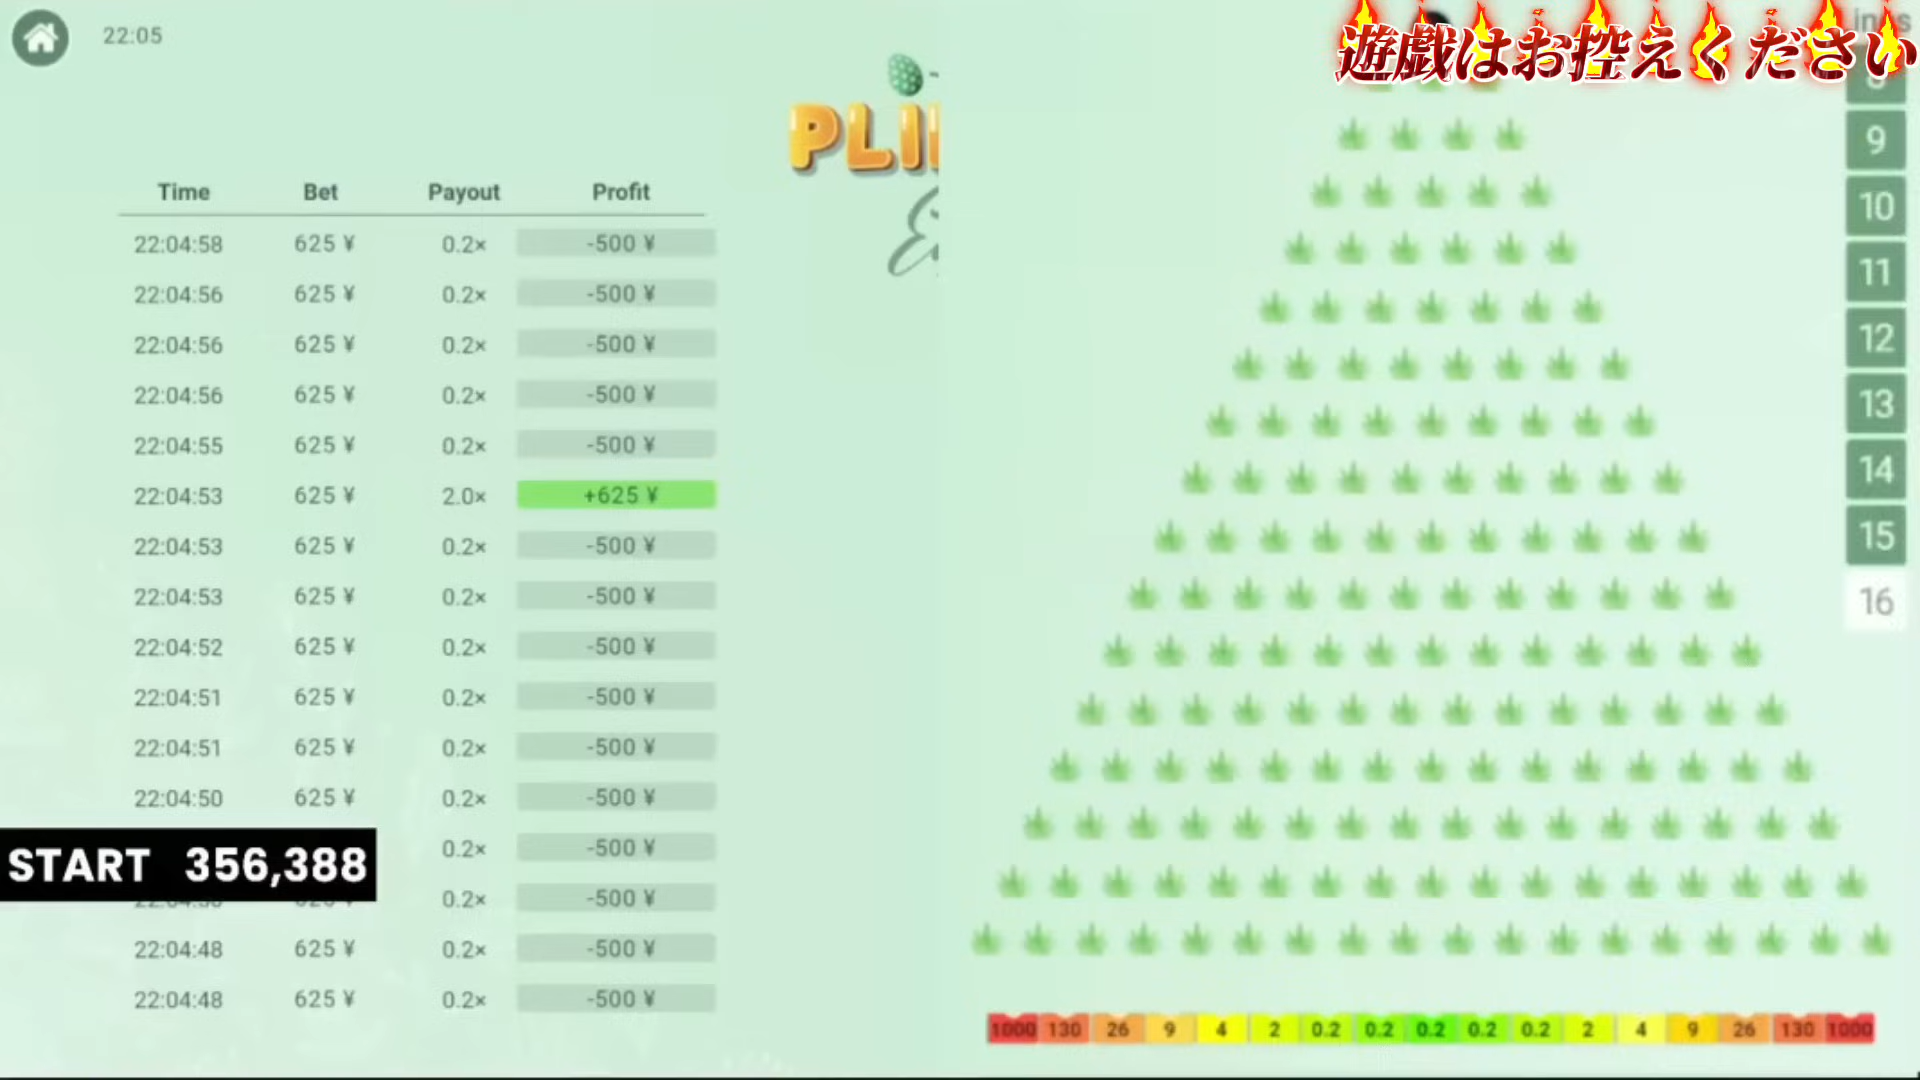 22:05
遊戯はお控えください
PLI
Time Bet Payout Profit
22:04:58 625 ¥ 0.2× -500 ¥
22:04:56 625 ¥ 0.2× -500 ¥
22:04:56 625 ¥ 0.2× -500 ¥
22:04:56 625 ¥ 0.2× -500 ¥
22:04:55 625 ¥ 0.2× -500 ¥
22:04:53 625 ¥ 2.0× +625 ¥
22:04:53 625 ¥ 0.2× -500 ¥
22:04:53 625 ¥ 0.2× -500 ¥
22:04:52 625 ¥ 0.2× -500 ¥
22:04:51 625 ¥ 0.2× -500 ¥
22:04:51 625 ¥ 0.2× -500 ¥
22:04:50 625 ¥ 0.2× -500 ¥
0.2× -500 ¥
START 356,388
0.2× -500 ¥
22:04:48 625 ¥ 0.2× -500 ¥
22:04:48 625 ¥ 0.2× -500 ¥
9
10
11
12
13
14
15
16
1000 130 26 9 4 2 0.2 0.2 0.2 0.2 0.2 2 4 9 26 130 1000